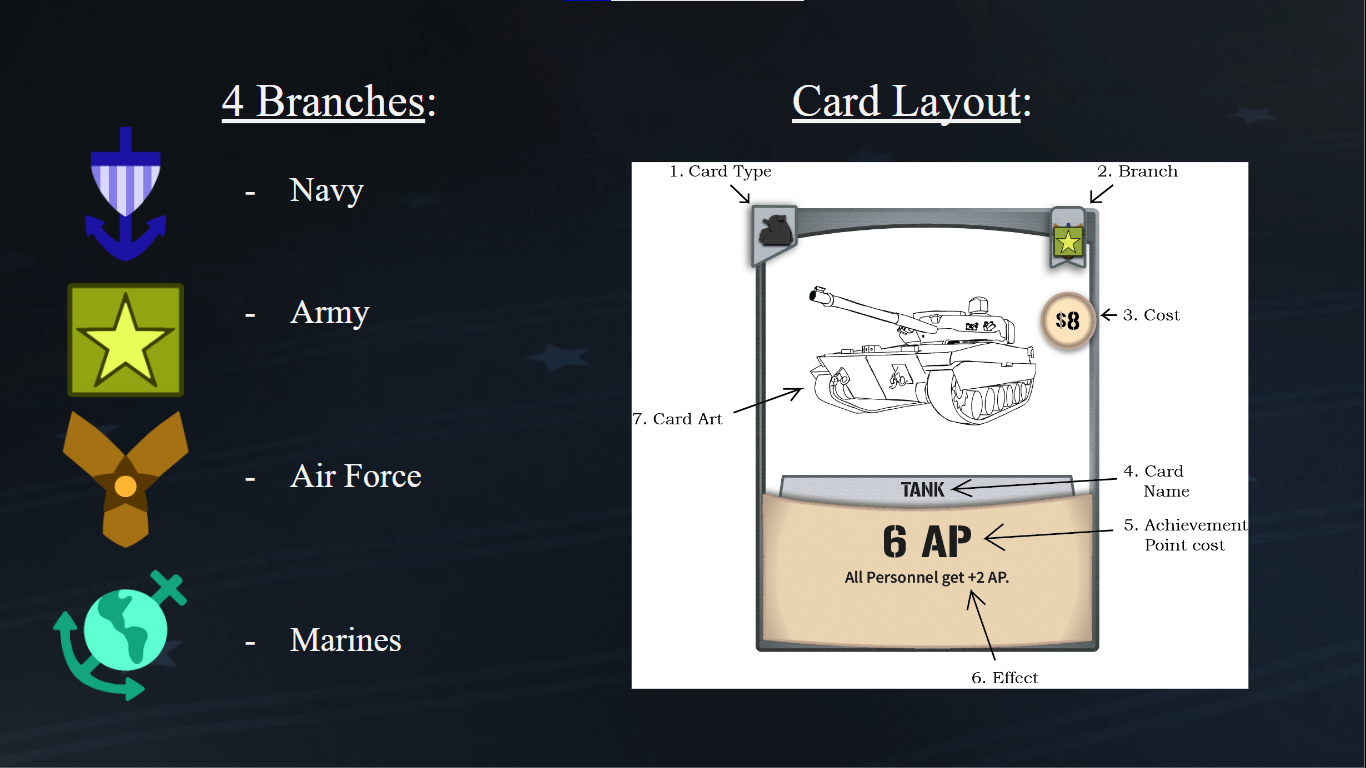 4 Branches:
- Navy
- Army
- Air Force
- Marines
Card Layout:
1. Card Type
2. Branch
$8
3. Cost
7. Card Art
4. Card
Name
TANK
5. Achievement
Point cost
6 AP
All Personnel get +2 AP.
6. Effect